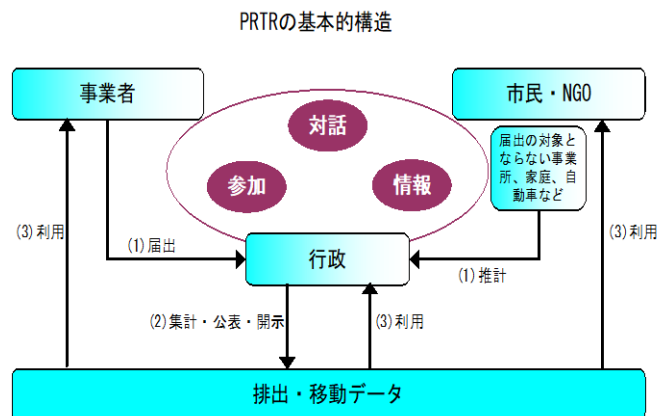 PRTRの基本的構造
事業者
市民・NGO
対話
参加
情報
届出の対象と
ならない事業
所、家庭、自
動車など
(3)利用
(1)届出
行政
(1)推計
(3)利用
(2)集計・公表・開示
(3)利用
排出・移動データ